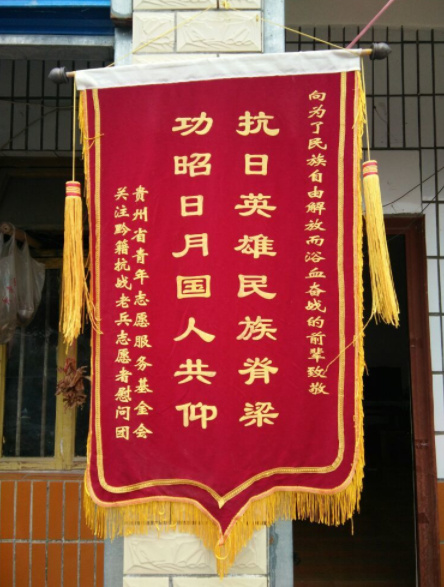 向为了民族自由解放而浴血奋战的前辈致敬
抗日英雄民族脊梁
功昭日月国人共仰
贵州省青年志愿服务基金会
关注黔籍抗战老兵志愿者慰问团